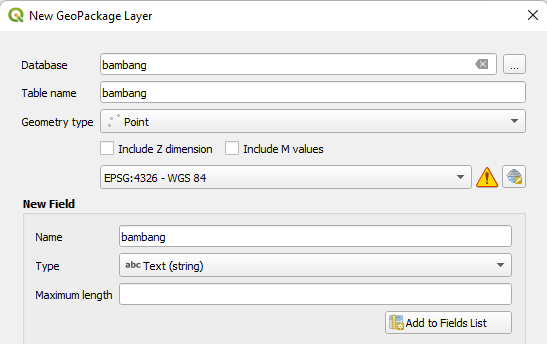 New GeoPackage Layer
Database bambang ...
Table name bambang
Geometry type Point
Include Z dimension Include M values
EPSG:4326 - WGS 84
New Field
Name bambang
Type abc Text (string)
Maximum length
Add to Fields List